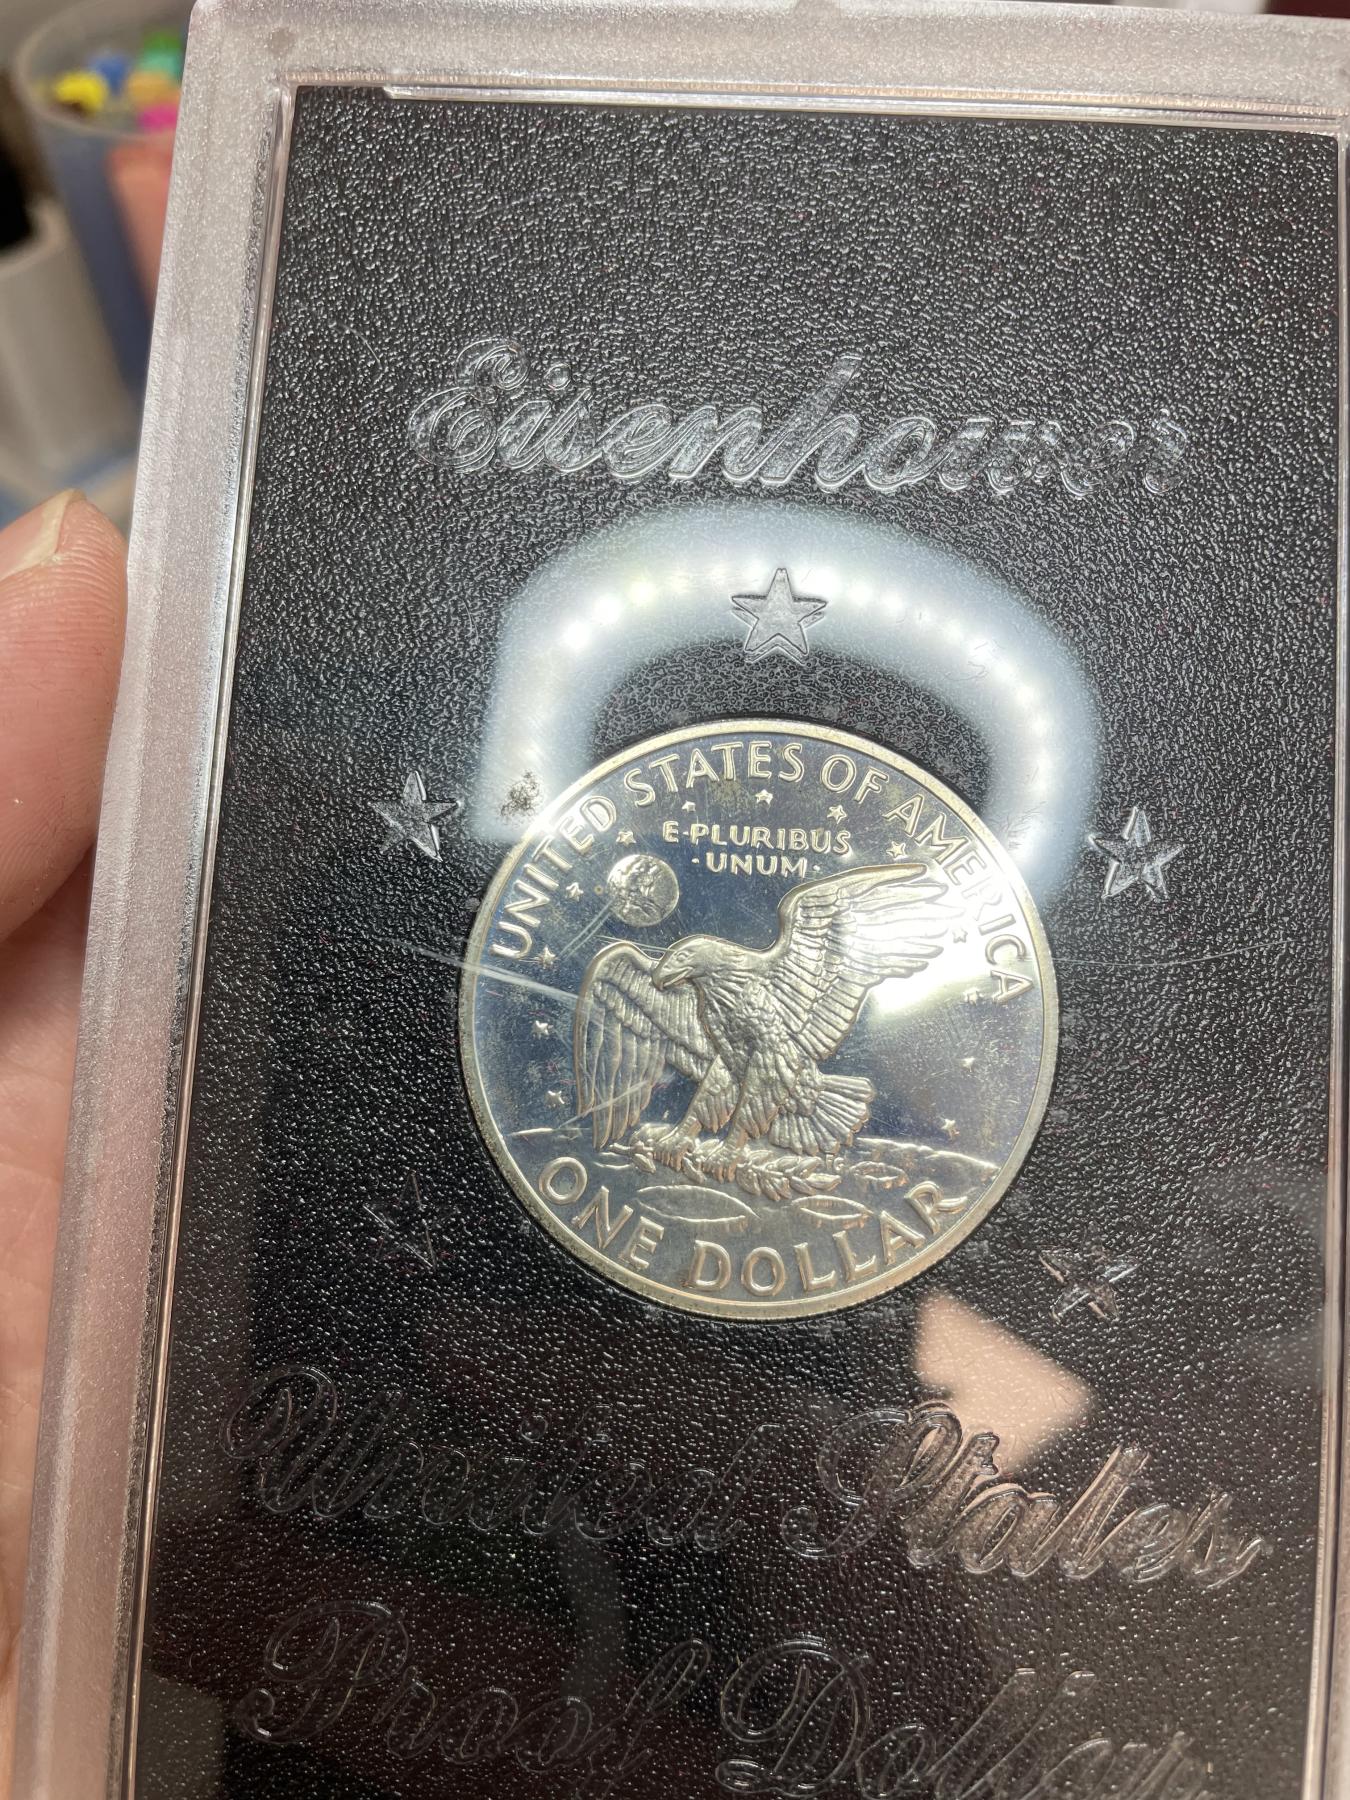 Eisenhower
UNITED STATES OF AMERICA
E·PLURIBUS
·UNUM·
ONE DOLLAR
United States
Proof Dollar